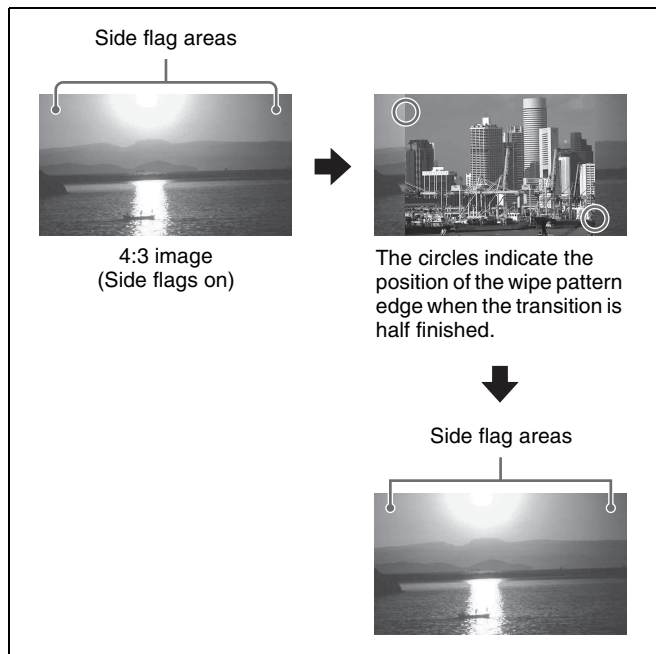 Side flag areas
4:3 image
(Side flags on)
The circles indicate the
position of the wipe pattern
edge when the transition is
half finished.
Side flag areas